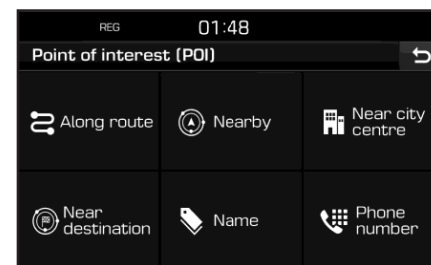 REG 01:48
Point of interest (POI)
Along route
Nearby
Near city
centre
Near
destination
Name
Phone
number